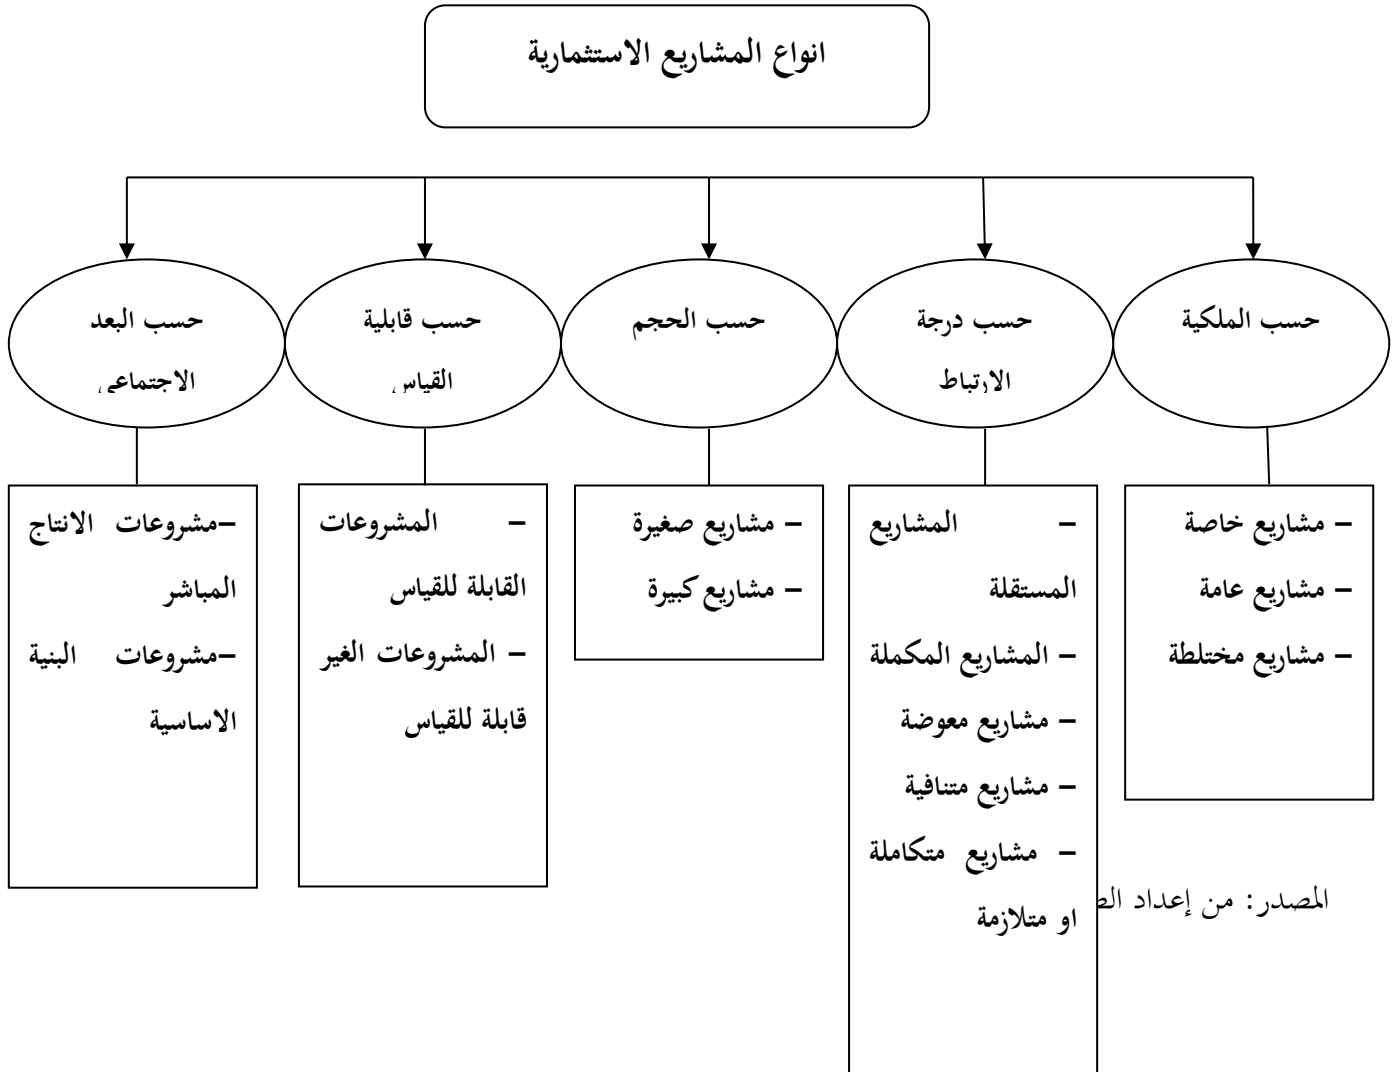 انواع المشاريع الاستثمارية
حسب الملكية
حسب درجة
الارتباط
حسب الحجم
حسب قابلية
القياس
حسب البعد
الاجتماعي
– مشاريع خاصة
– مشاريع عامة
– مشاريع مختلطة
– المشاريع
المستقلة
– المشاريع المكملة
– مشاريع معوضة
– مشاريع متنافية
– مشاريع متكاملة
او متلازمة
– مشاريع صغيرة
– مشاريع كبيرة
– المشروعات
القابلة للقياس
– المشروعات الغير
قابلة للقياس
–مشروعات الانتاج
المباشر
–مشروعات البنية
الاساسية
المصدر: من إعداد